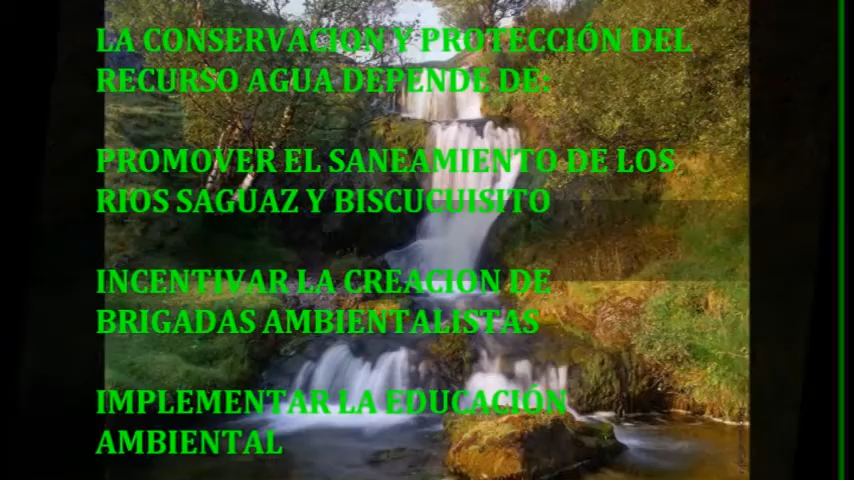 LA CONSERVACION Y PROTECCIÓN DEL
RECURSO AGUA DEPENDE DE:
PROMOVER EL SANEAMIENTO DE LOS
RIOS SAGUAZ Y BISCUCUISITO
INCENTIVAR LA CREACION DE
BRIGADAS AMBIENTALISTAS
IMPLEMENTAR LA EDUCACIÓN
AMBIENTAL